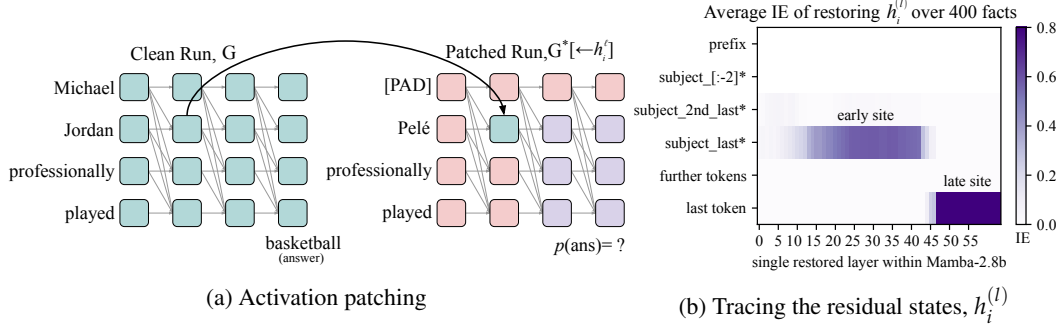 Clean Run, G
Patched Run,G*[←h_i^ℓ]
Michael
Jordan
professionally
played
basketball
(answer)
[PAD]
Pelé
professionally
played
p(ans)= ?
(a) Activation patching
Average IE of restoring h_i^(l) over 400 facts
prefix
subject_[:-2]*
subject_2nd_last*
subject_last*
further tokens
last token
early site
late site
0 5 10 15 20 25 30 35 40 45 50 55
single restored layer within Mamba-2.8b
0.8
0.6
0.4
0.2
0.0
IE
(b) Tracing the residual states, h_i^(l)